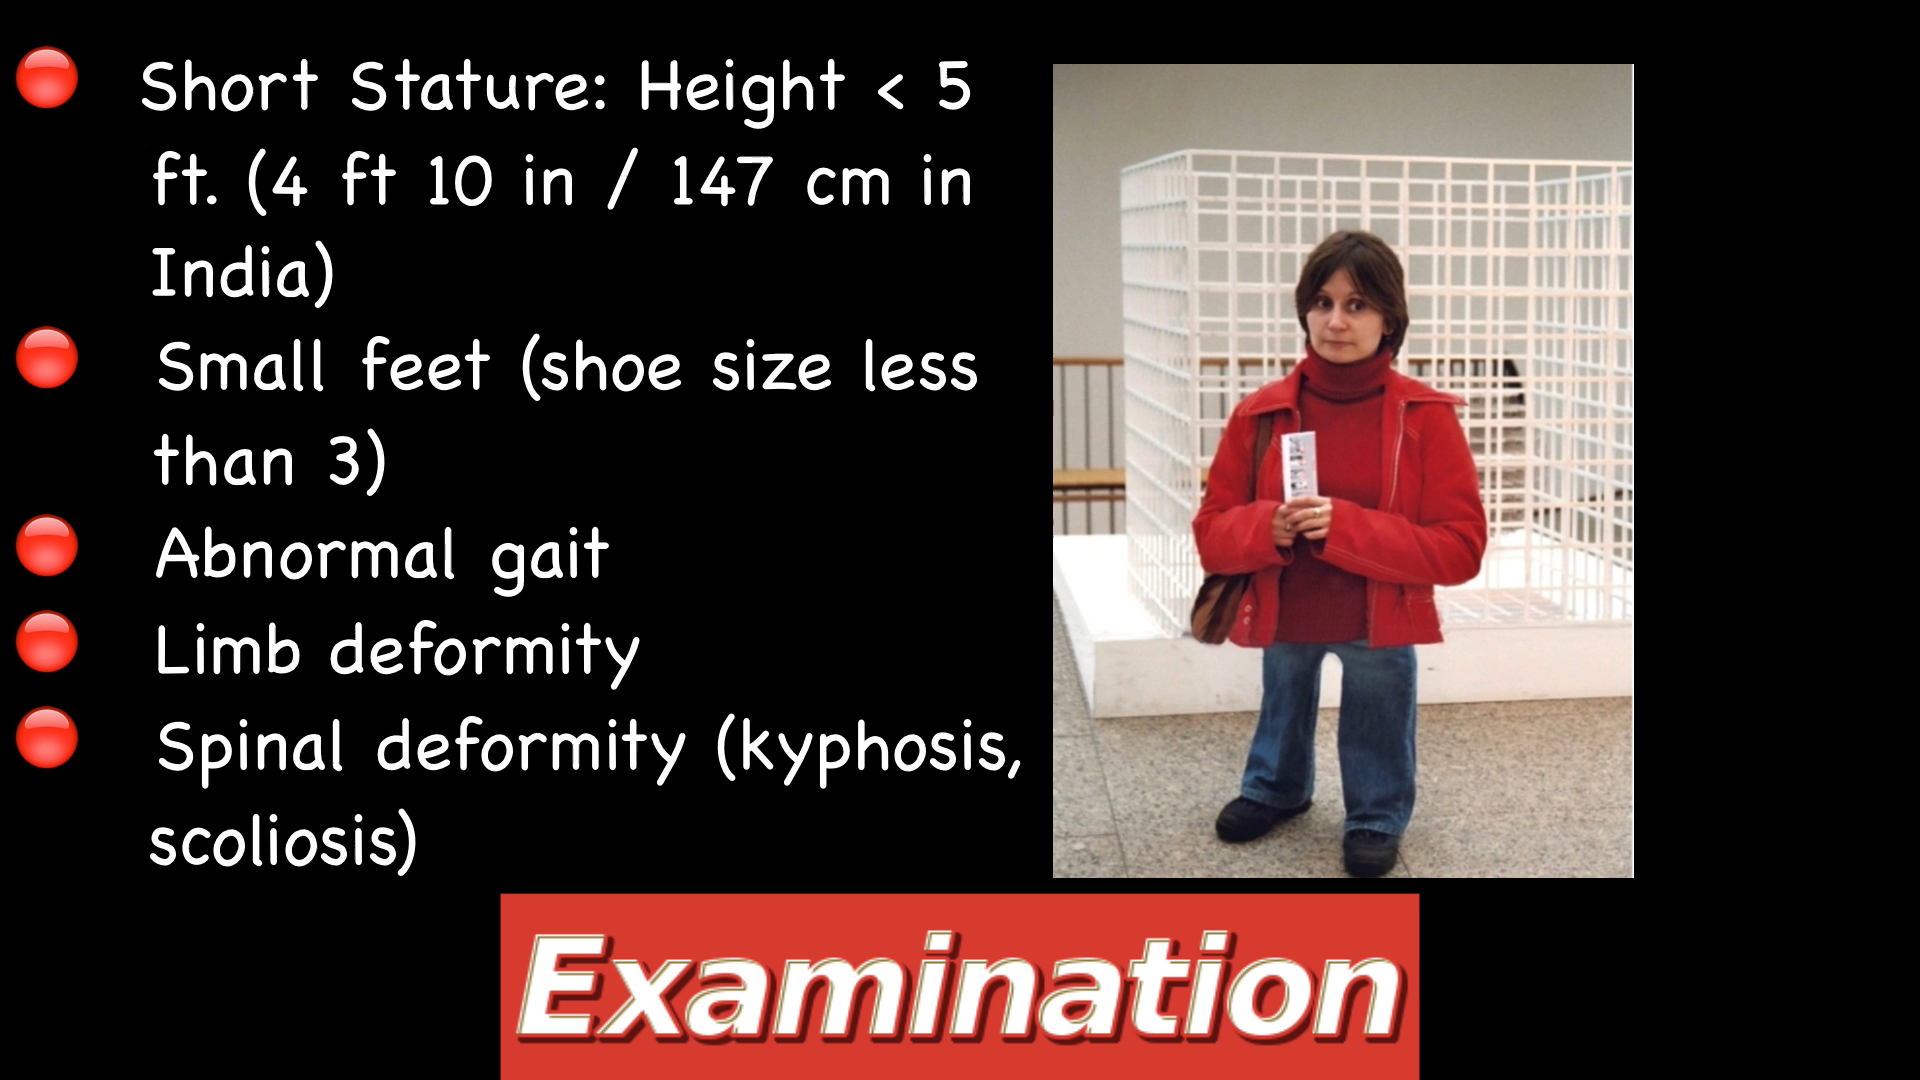 Short Stature: Height < 5
ft. (4 ft 10 in / 147 cm in
India)
Small feet (shoe size less
than 3)
Abnormal gait
Limb deformity
Spinal deformity (kyphosis,
scoliosis)
Examination